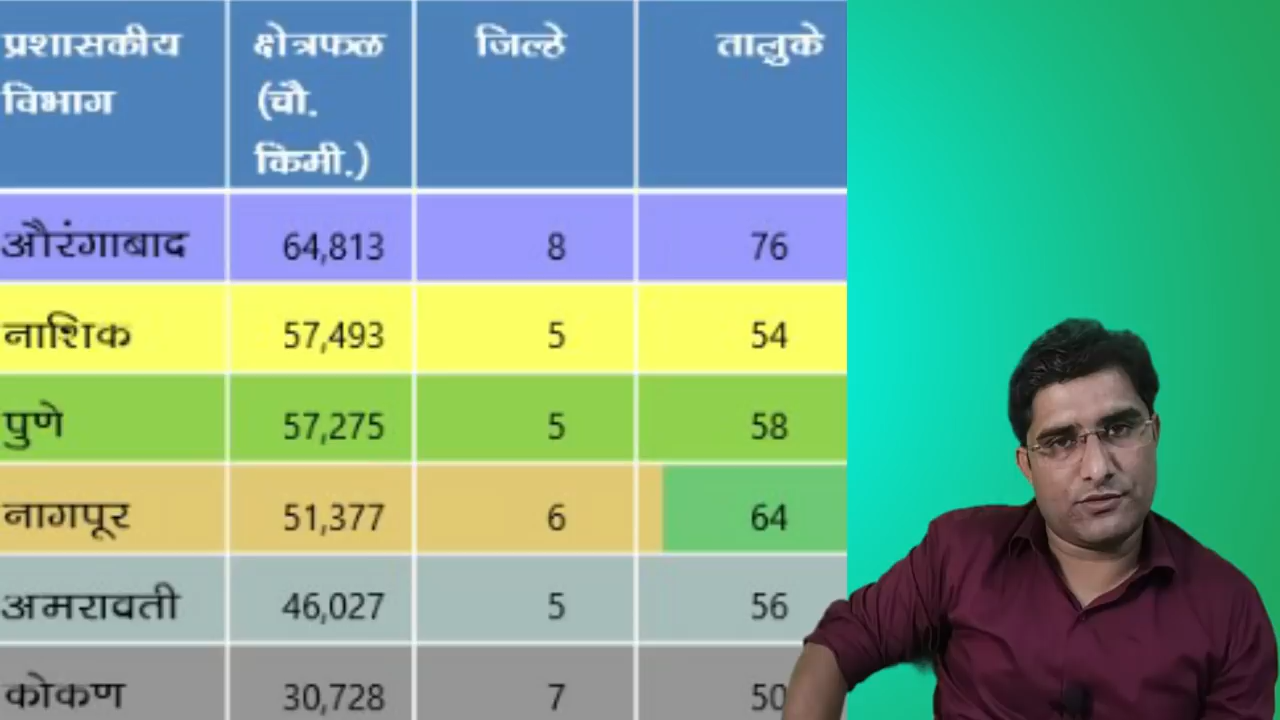 प्रशासकीय विभाग क्षेत्रफळ (चौ. किमी.) जिल्हे तालुके
औरंगाबाद 64,813 8 76
नाशिक 57,493 5 54
पुणे 57,275 5 58
नागपूर 51,377 6 64
अमरावती 46,027 5 56
कोकण 30,728 7 50